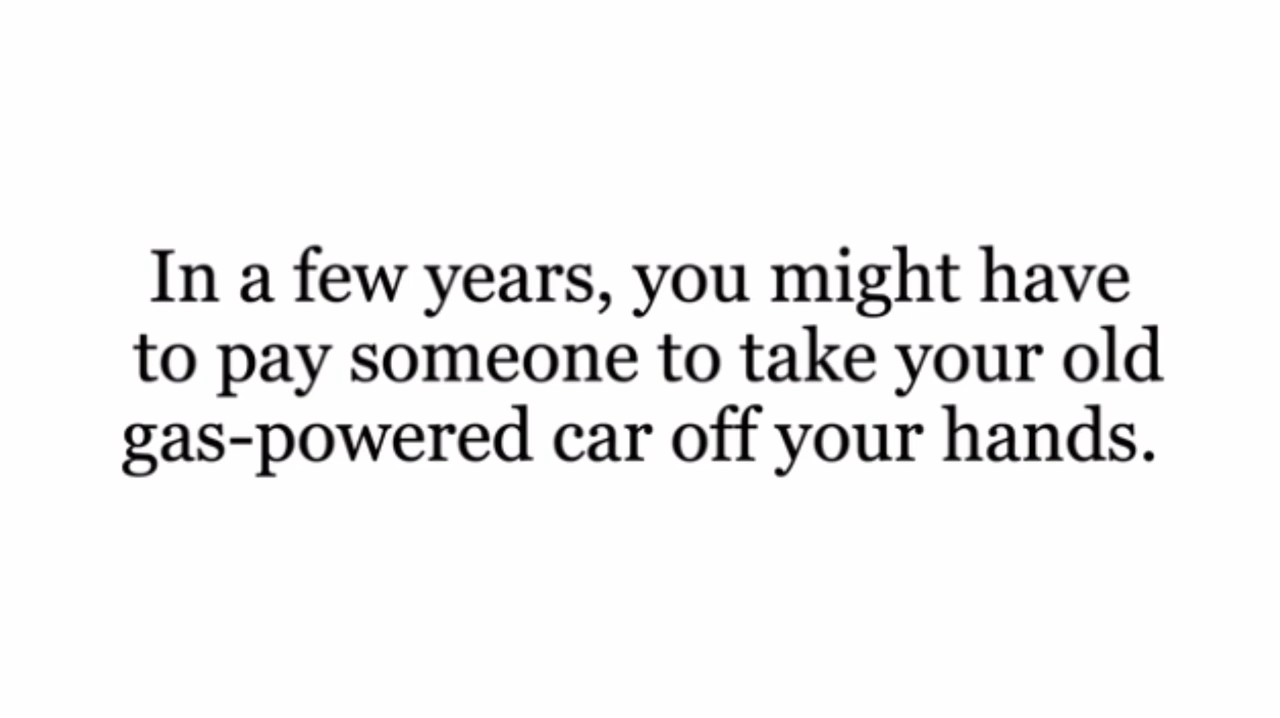 In a few years, you might have
to pay someone to take your old
gas-powered car off your hands.